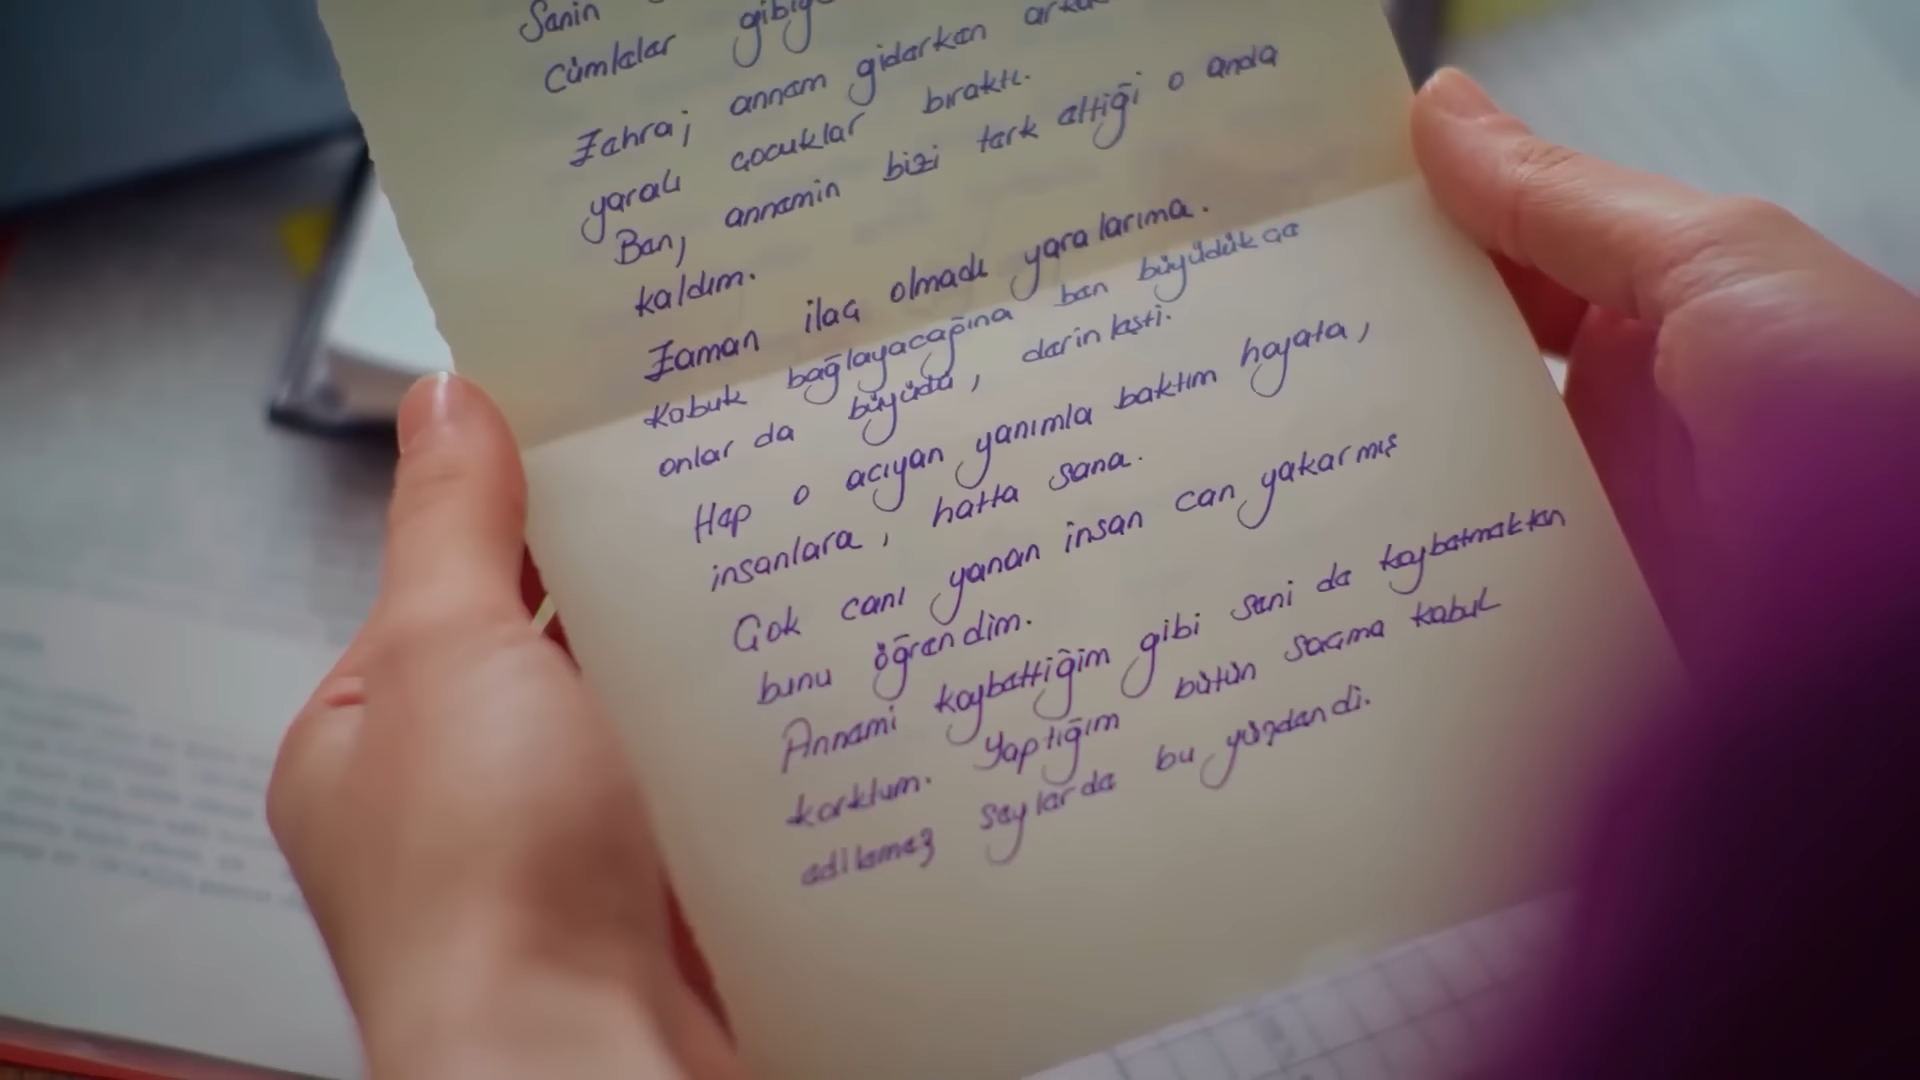 Senin
Cümleler
Zehra; annem giderken
yaralı çocuklar bıraktı.
Ben, annemin bizi terk ettiği o anda
kaldım.
Zaman ilaç olmadı yaralarıma.
Kabuk bağlayacağına ben büyüdükçe
onlar da büyüdü, derinleşti.
Hep o acıyan yanımla baktım hayata,
insanlara, hatta sana.
Çok canı yanan insan can yakarmış
bunu öğrendim.
Annemi kaybettiğim gibi seni de kaybetmekten
korktum. Yaptığım bütün saçma kabul
edilemez şeylerde bu yüzdendi.